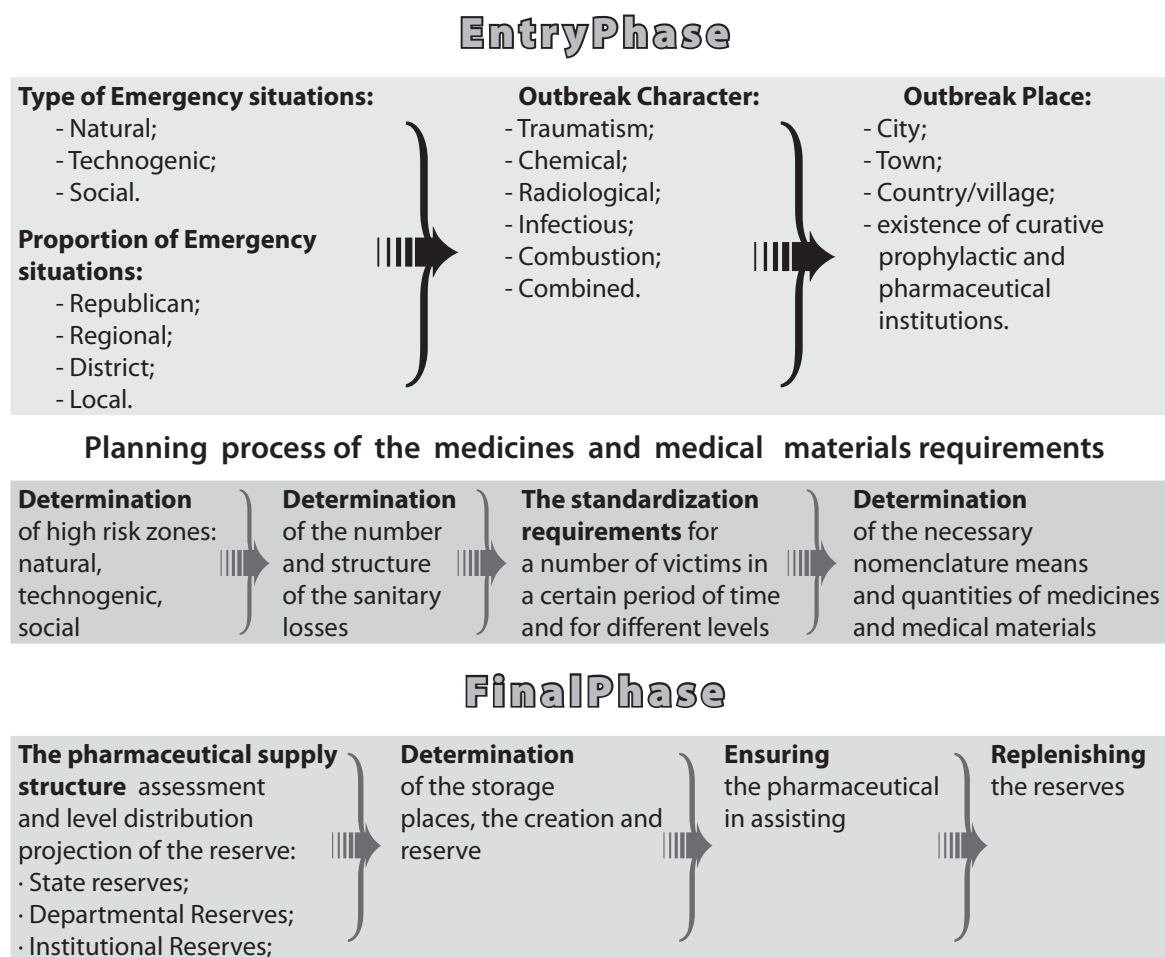 EntryPhase
Type of Emergency situations:
- Natural;
- Technogenic;
- Social.
Proportion of Emergency
situations:
- Republican;
- Regional;
- District;
- Local.
Outbreak Character:
- Traumatism;
- Chemical;
- Radiological;
- Infectious;
- Combustion;
- Combined.
Outbreak Place:
- City;
- Town;
- Country/village;
- existence of curative
prophylactic and
pharmaceutical
institutions.
Planning process of the medicines and medical materials requirements
Determination
of high risk zones:
natural,
technogenic,
social
Determination
of the number
and structure
of the sanitary
losses
The standardization
requirements for
a number of victims in
a certain period of time
and for different levels
Determination
of the necessary
nomenclature means
and quantities of medicines
and medical materials
FinalPhase
The pharmaceutical supply
structure assessment
and level distribution
projection of the reserve:
· State reserves;
· Departmental Reserves;
· Institutional Reserves;
Determination
of the storage
places, the creation and
reserve
Ensuring
the pharmaceutical
in assisting
Replenishing
the reserves